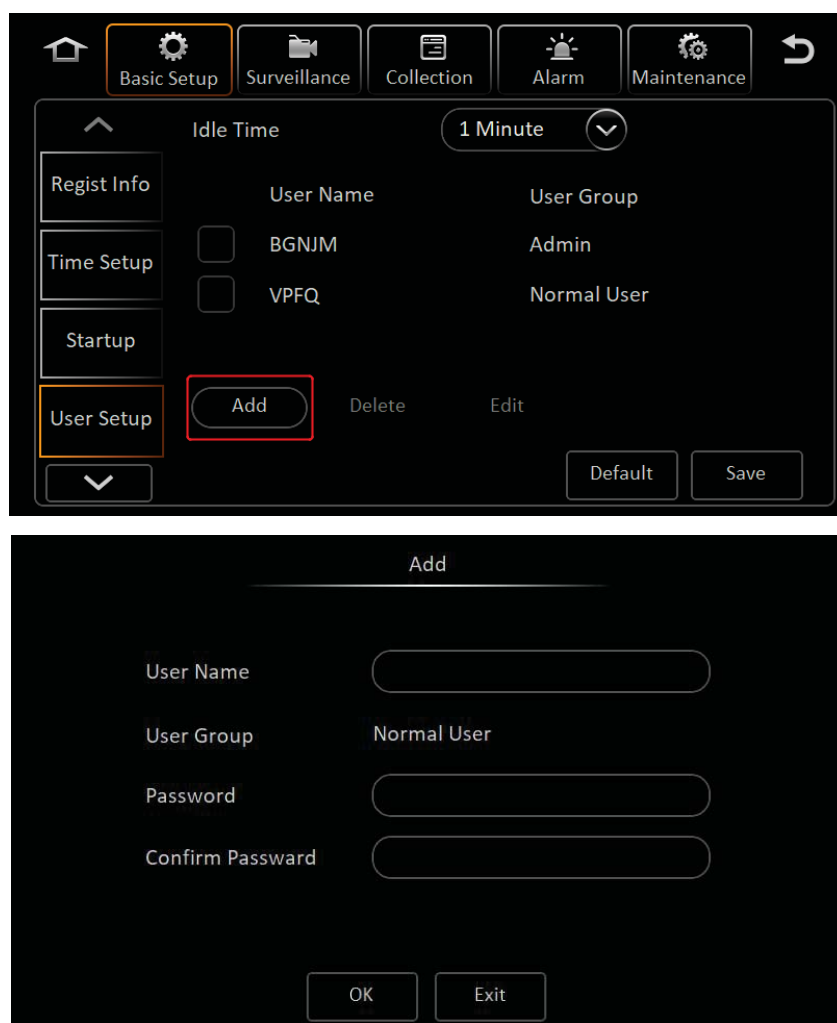 Basic Setup Surveillance Collection Alarm Maintenance
Idle Time 1 Minute
Regist Info
User Name User Group
Time Setup
BGNJM Admin
VPFQ Normal User
Startup
User Setup
Add Delete Edit
Default Save
Add
User Name
User Group Normal User
Password
Confirm Passward
OK Exit